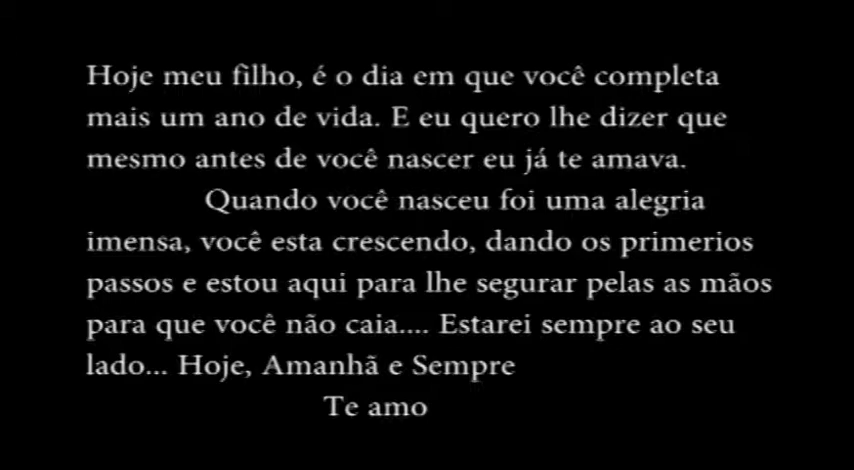 Hoje meu filho, é o dia em que você completa
mais um ano de vida. E eu quero lhe dizer que
mesmo antes de você nascer eu já te amava.
Quando você nasceu foi uma alegria
imensa, você esta crescendo, dando os primerios
passos e estou aqui para lhe segurar pelas as mãos
para que você não caia.... Estarei sempre ao seu
lado... Hoje, Amanhã e Sempre
Te amo